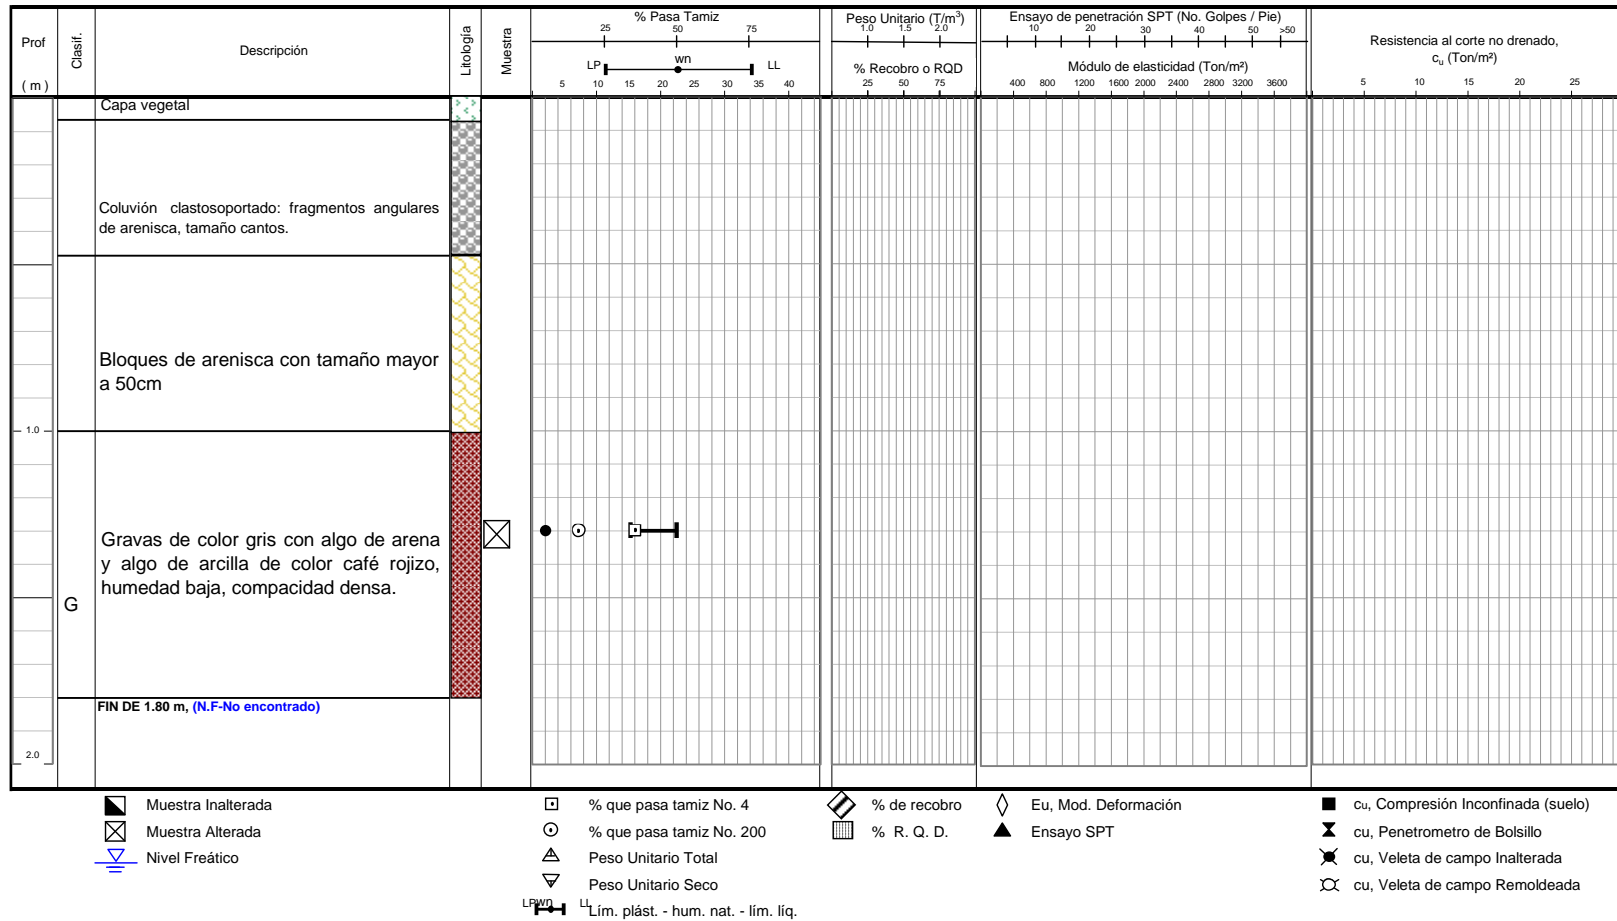 Prof
( m )
Clasif.
Descripción
Litología
Muestra
% Pasa Tamiz
25 50 75
LP wn LL
5 10 15 20 25 30 35 40
Peso Unitario (T/m³)
1.0 1.5 2.0
% Recobro o RQD
25 50 75
Ensayo de penetración SPT (No. Golpes / Pie)
10 20 30 40 50 >50
Módulo de elasticidad (Ton/m²)
400 800 1200 1600 2000 2400 2800 3200 3600
Resistencia al corte no drenado,
cu (Ton/m²)
5 10 15 20 25
Capa vegetal
Coluvión clastosoportado: fragmentos angulares
de arenisca, tamaño cantos.
Bloques de arenisca con tamaño mayor
a 50cm
1.0
Gravas de color gris con algo de arena
y algo de arcilla de color café rojizo,
humedad baja, compacidad densa.
G
FIN DE 1.80 m, (N.F-No encontrado)
2.0
Muestra Inalterada
Muestra Alterada
Nivel Freático
% que pasa tamiz No. 4
% que pasa tamiz No. 200
Peso Unitario Total
Peso Unitario Seco
LP wn LL Lím. plást. - hum. nat. - lím. líq.
% de recobro
% R. Q. D.
Eu, Mod. Deformación
Ensayo SPT
cu, Compresión Inconfinada (suelo)
cu, Penetrometro de Bolsillo
cu, Veleta de campo Inalterada
cu, Veleta de campo Remoldeada